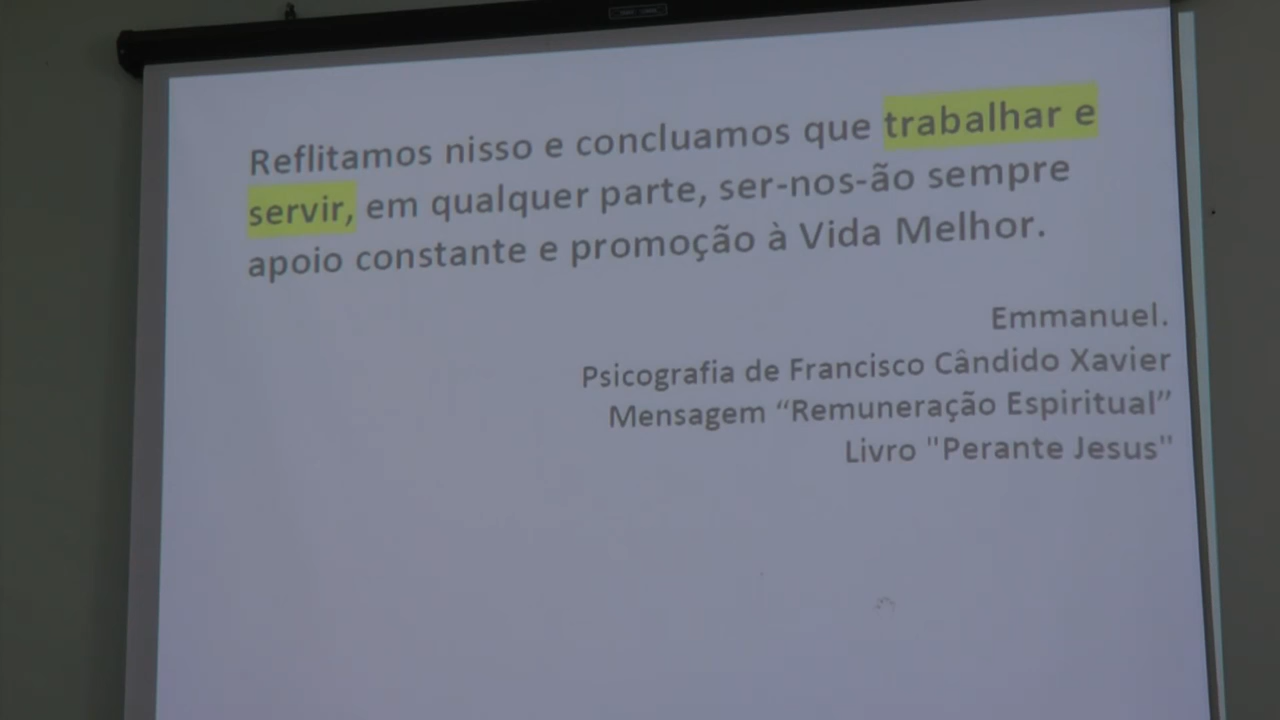 Reflitamos nisso e concluamos que trabalhar e
servir, em qualquer parte, ser-nos-ão sempre
apoio constante e promoção à Vida Melhor.
Emmanuel.
Psicografia de Francisco Cândido Xavier
Mensagem “Remuneração Espiritual”
Livro "Perante Jesus"